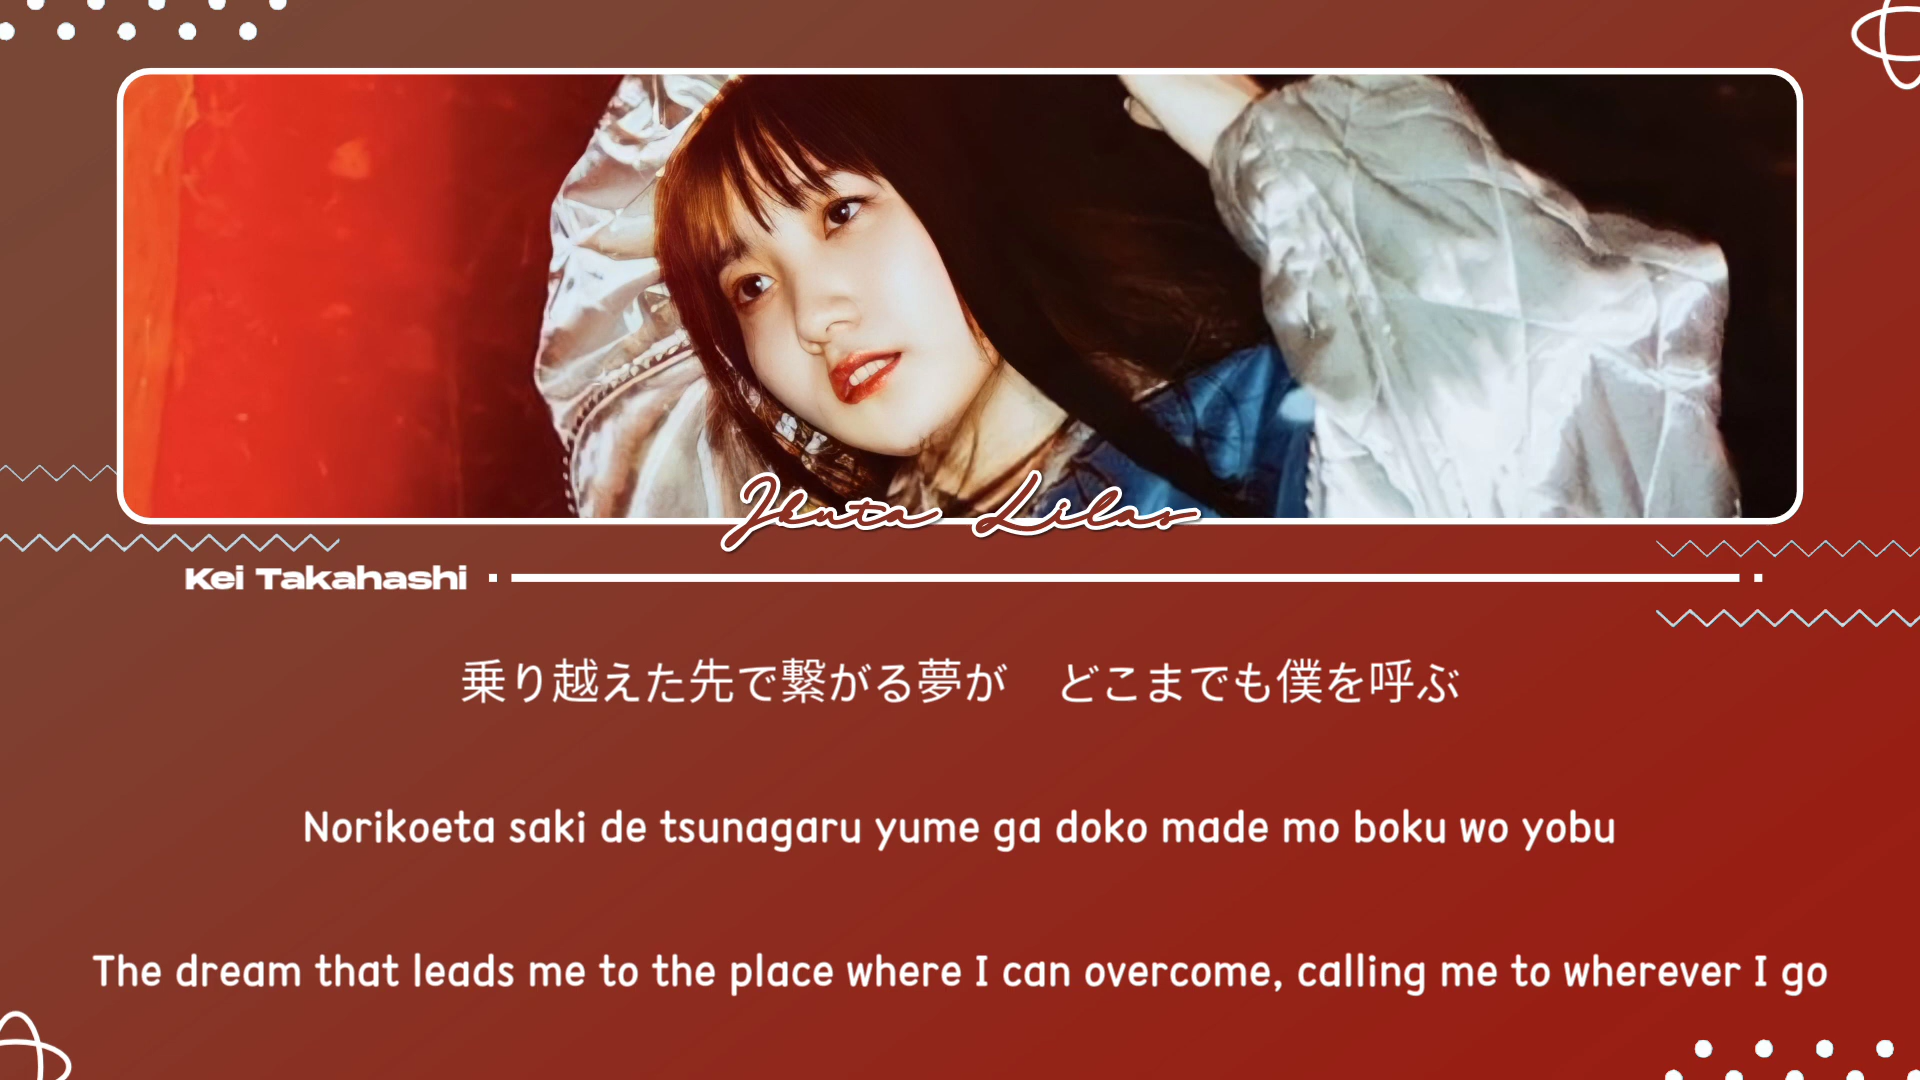 Jenta Lilas
Kei Takahashi
乗り越えた先で繋がる夢が　どこまでも僕を呼ぶ
Norikoeta saki de tsunagaru yume ga doko made mo boku wo yobu
The dream that leads me to the place where I can overcome, calling me to wherever I go